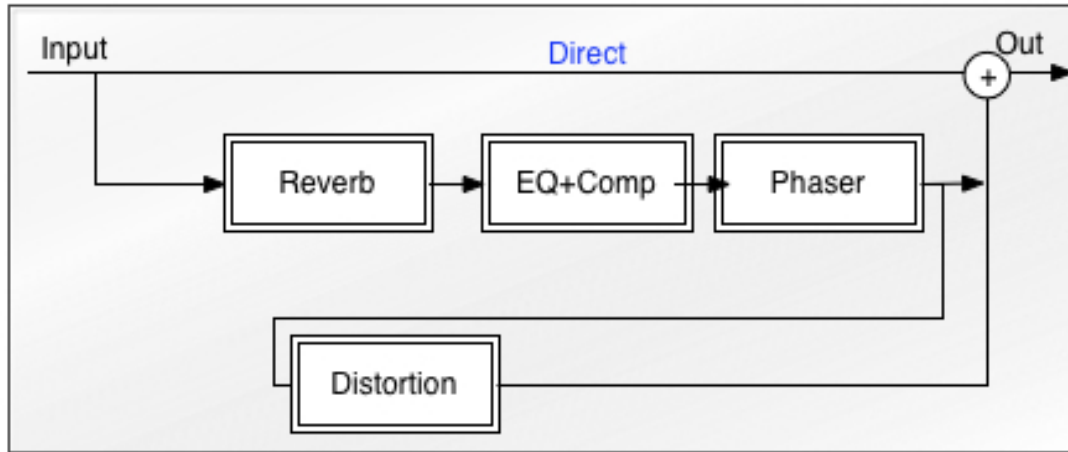 Input
Direct
Out
+
Reverb
EQ+Comp
Phaser
Distortion